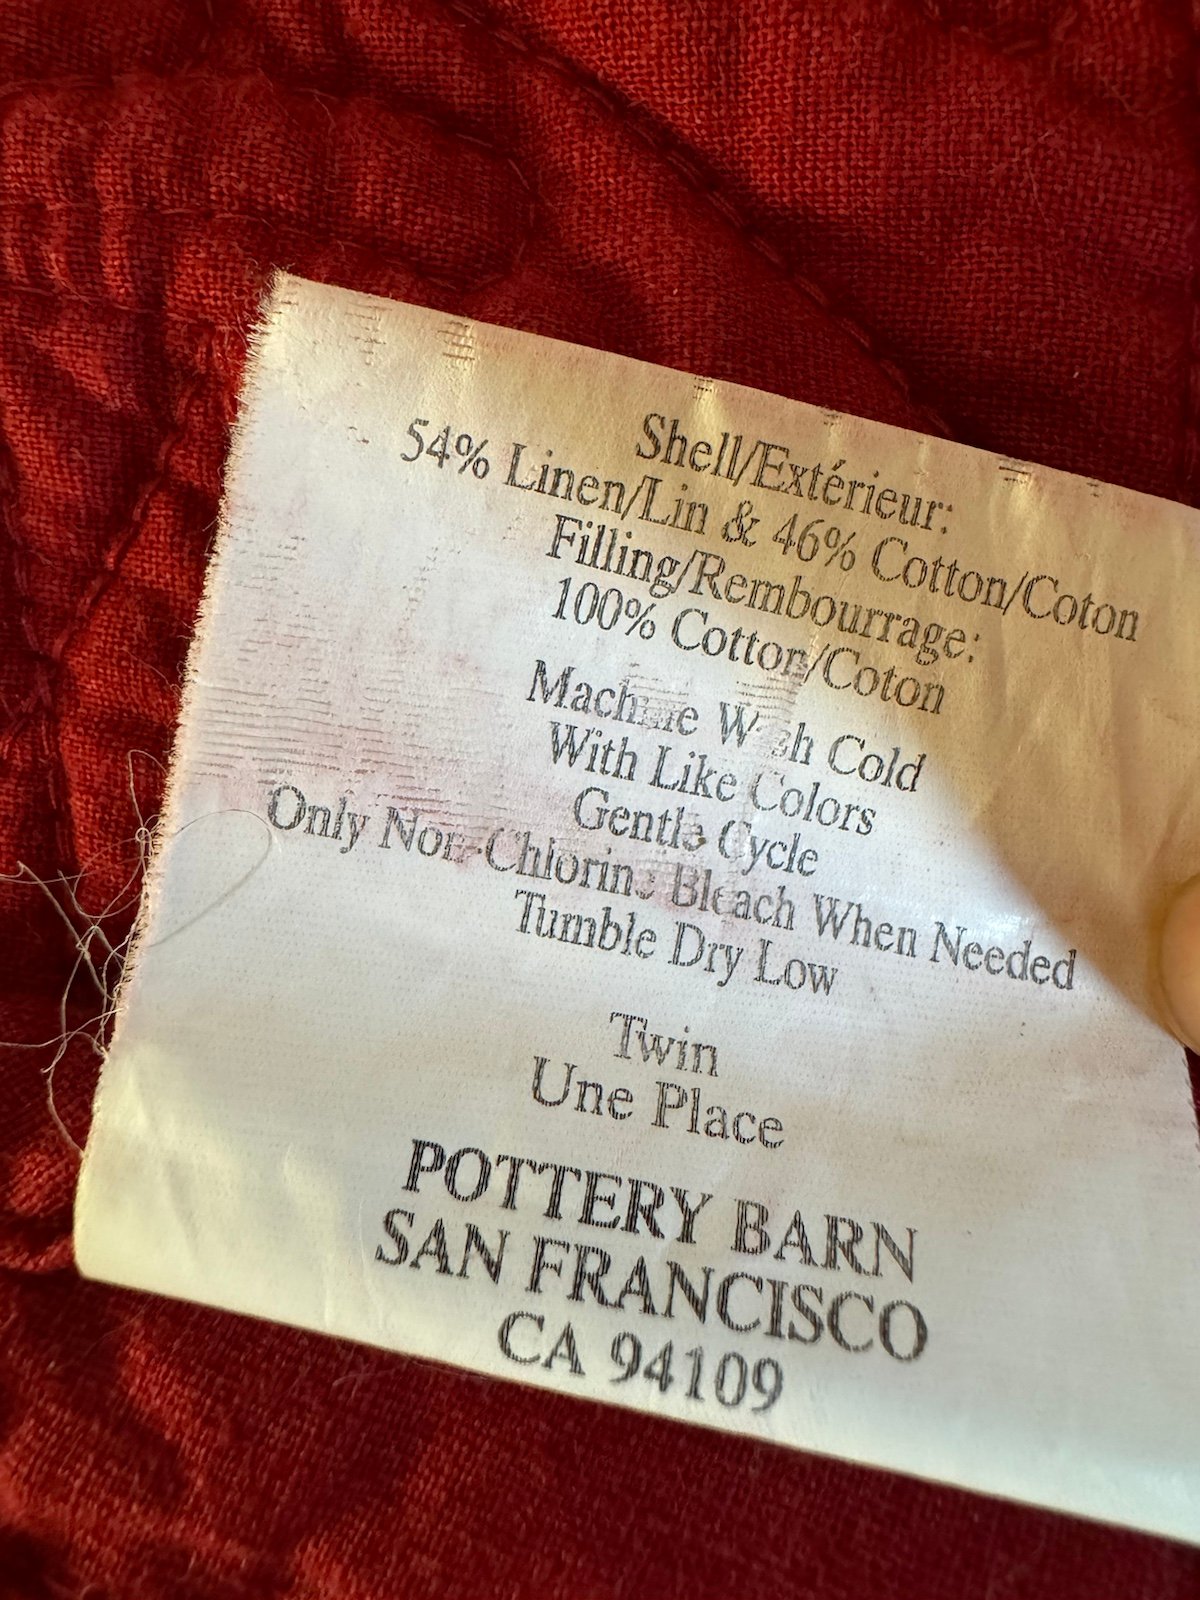 Shell/Extérieur:
54% Linen/Lin & 46% Cotton/Coton
Filling/Rembourrage:
100% Cotton/Coton
Machine Wash Cold
With Like Colors
Gentle Cycle
Only Non-Chlorine Bleach When Needed
Tumble Dry Low
Twin
Une Place
POTTERY BARN
SAN FRANCISCO
CA 94109